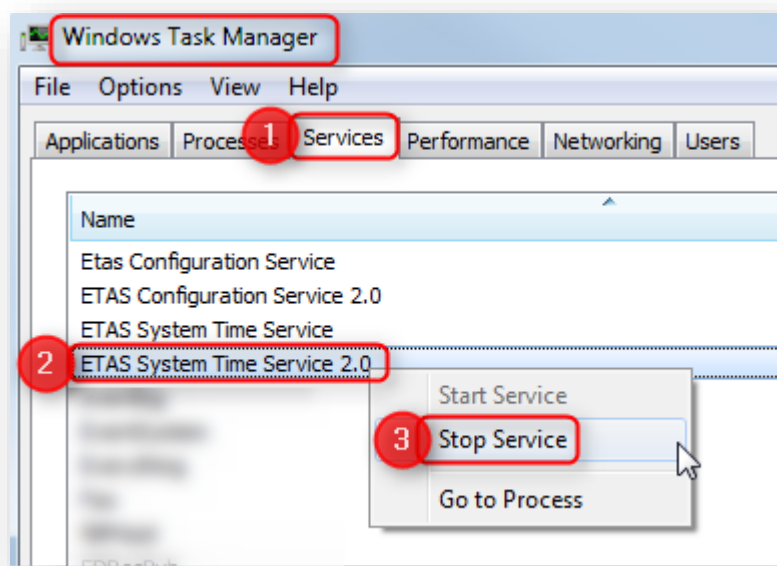 Windows Task Manager
File Options View Help
1
Applications Processes Services Performance Networking Users
Name
Etas Configuration Service
ETAS Configuration Service 2.0
ETAS System Time Service
2 ETAS System Time Service 2.0
Start Service
3 Stop Service
Go to Process